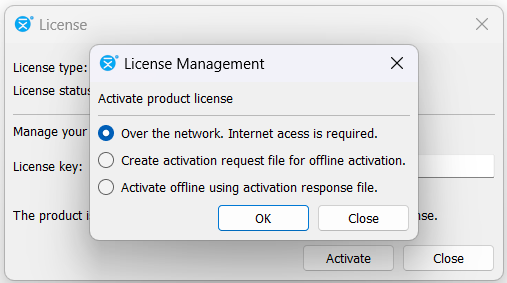 License
License type:
License status
Manage your
License key:
The product i
nse.
Activate
Close
License Management
Activate product license
Over the network. Internet acess is required.
Create activation request file for offline activation.
Activate offline using activation response file.
OK
Close